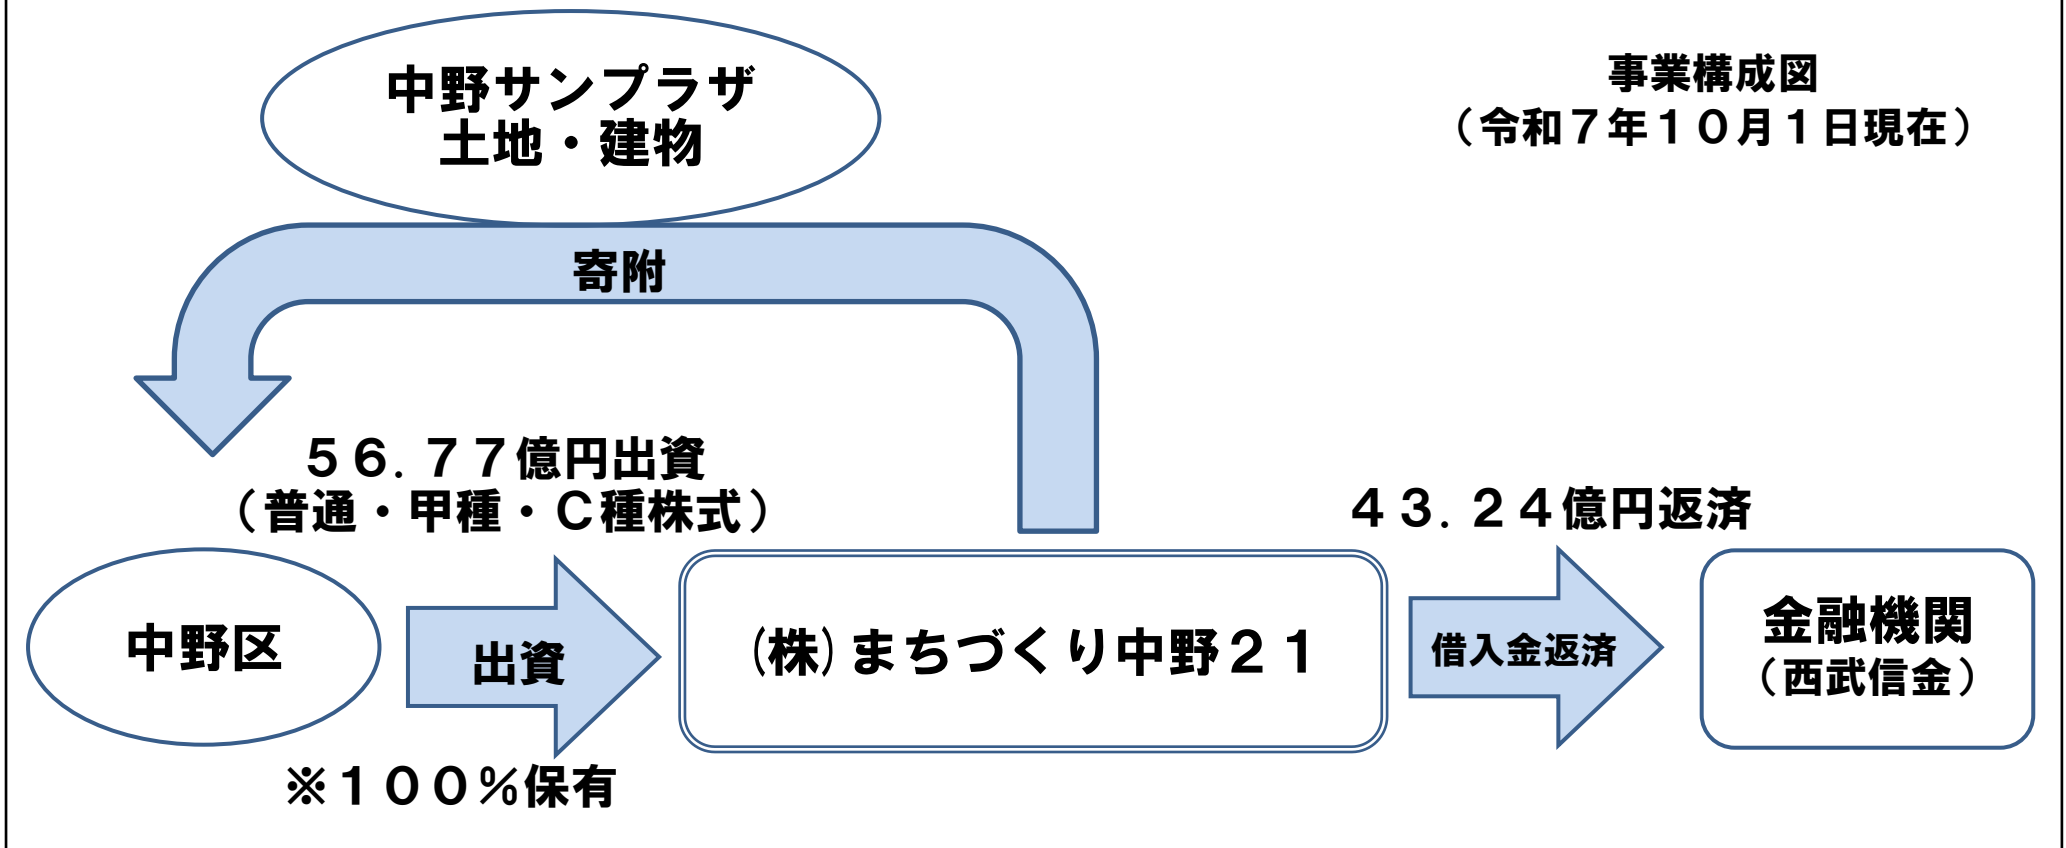 中野サンプラザ
土地・建物
事業構成図
（令和７年１０月１日現在）
寄附
５６．７７億円出資
（普通・甲種・Ｃ種株式）
４３．２４億円返済
中野区
出資
(株)まちづくり中野２１
借入金返済
金融機関
（西武信金）
※１００％保有